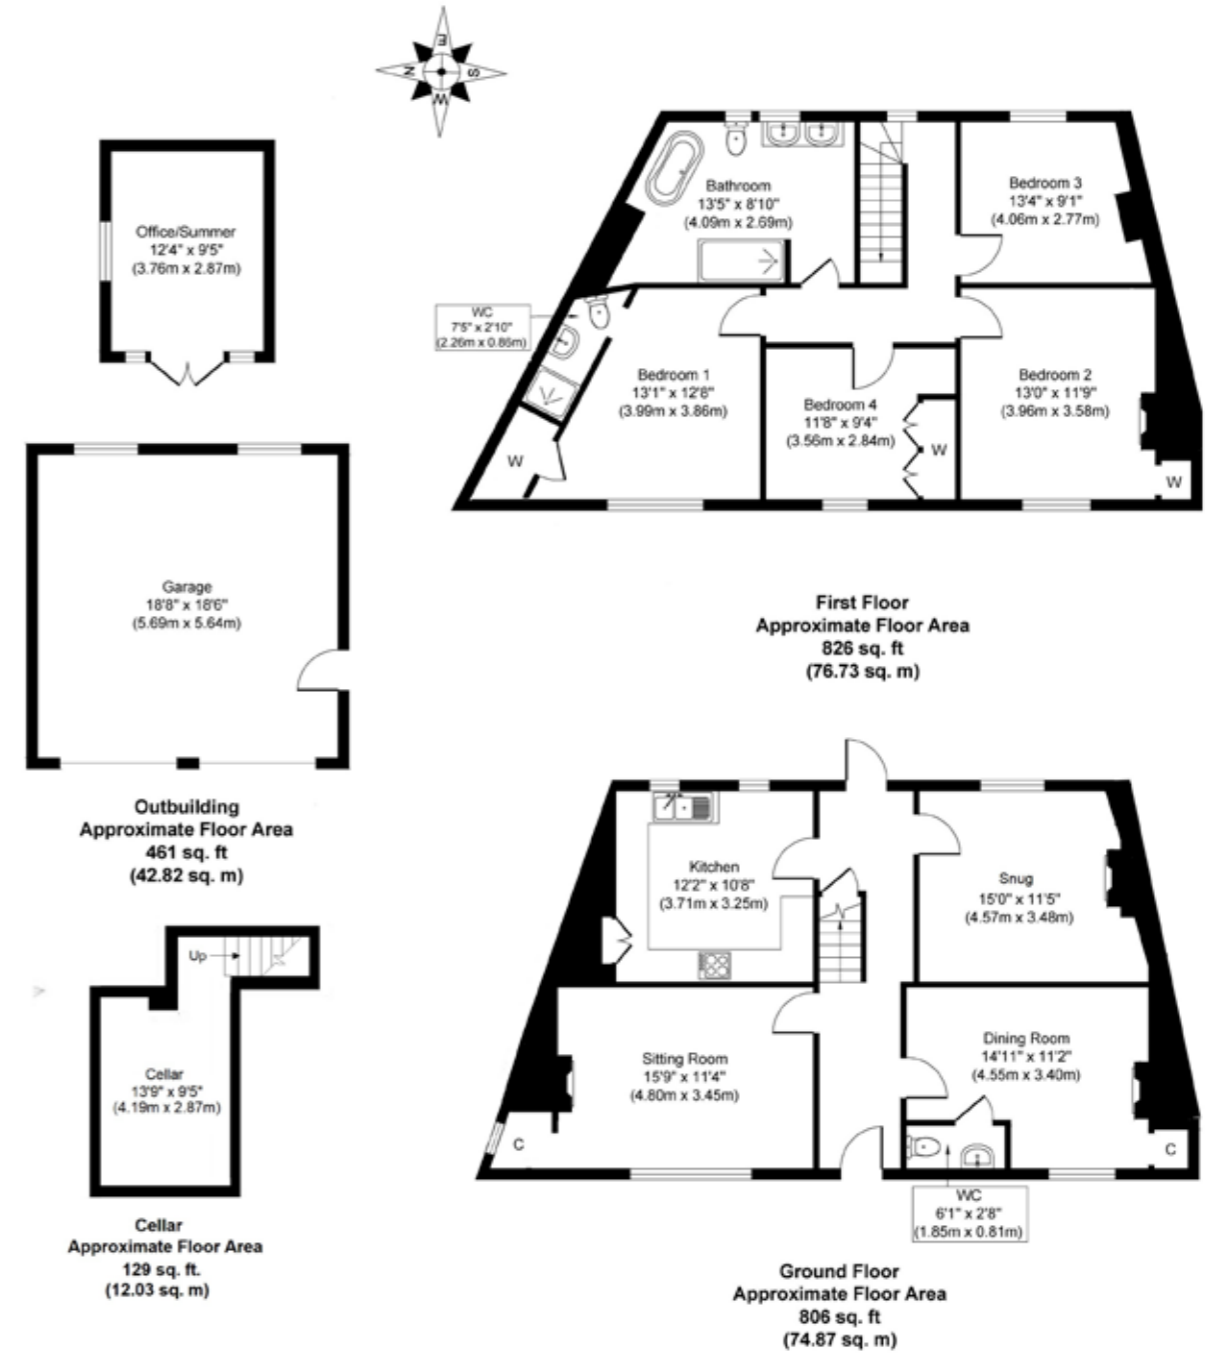 E
N
S
W
Office/Summer
12'4" x 9'5"
(3.76m x 2.87m)
Bathroom
13'5" x 8'10"
(4.09m x 2.69m)
Bedroom 3
13'4" x 9'1"
(4.06m x 2.77m)
WC
7'5" x 2'10"
(2.26m x 0.86m)
Bedroom 1
13'1" x 12'8"
(3.99m x 3.86m)
Bedroom 4
11'8" x 9'4"
(3.56m x 2.84m)
Bedroom 2
13'0" x 11'9"
(3.96m x 3.58m)
W
W
W
Garage
18'8" x 18'6"
(5.69m x 5.64m)
First Floor
Approximate Floor Area
826 sq. ft
(76.73 sq. m)
Outbuilding
Approximate Floor Area
461 sq. ft
(42.82 sq. m)
Kitchen
12'2" x 10'8"
(3.71m x 3.25m)
Snug
15'0" x 11'5"
(4.57m x 3.48m)
Up
Cellar
13'9" x 9'5"
(4.19m x 2.87m)
Sitting Room
15'9" x 11'4"
(4.80m x 3.45m)
Dining Room
14'11" x 11'2"
(4.55m x 3.40m)
C
C
WC
6'1" x 2'8"
(1.85m x 0.81m)
Cellar
Approximate Floor Area
129 sq. ft.
(12.03 sq. m)
Ground Floor
Approximate Floor Area
806 sq. ft
(74.87 sq. m)